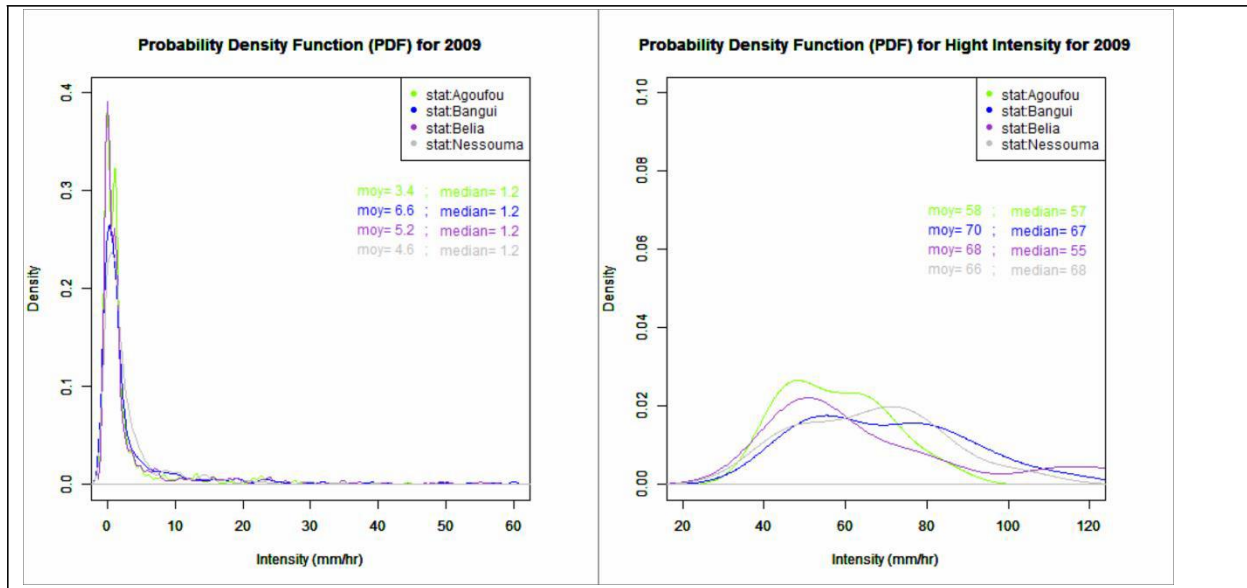 Probability Density Function (PDF) for 2009
Density
0.4
0.3
0.2
0.1
0.0
stat:Agoufou
stat:Bangui
stat:Belia
stat:Nessouma
moy= 3.4 ; median= 1.2
moy= 6.6 ; median= 1.2
moy= 5.2 ; median= 1.2
moy= 4.6 ; median= 1.2
0 10 20 30 40 50 60
Intensity (mm/hr)
Probability Density Function (PDF) for Hight Intensity for 2009
Density
0.10
0.08
0.06
0.04
0.02
0.00
stat:Agoufou
stat:Bangui
stat:Belia
stat:Nessouma
moy= 58 ; median= 57
moy= 70 ; median= 67
moy= 68 ; median= 55
moy= 66 ; median= 68
20 40 60 80 100 120
Intensity (mm/hr)